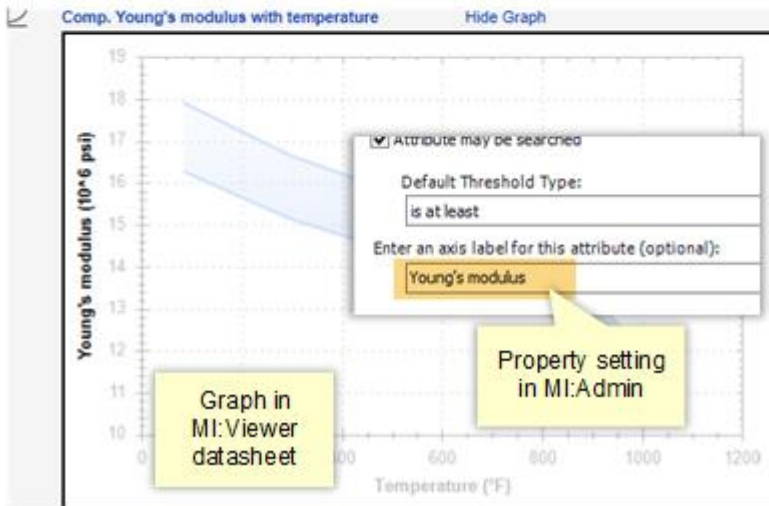 Comp. Young's modulus with temperature Hide Graph
19
18
17
16
15
14
13
12
11
10
Young's modulus (10^6 psi)
Attribute may be searched
Default Threshold Type:
is at least
Enter an axis label for this attribute (optional):
Young's modulus
Property setting
in MI:Admin
Graph in
MI:Viewer
datasheet
0 600 800 1000 1200
Temperature (°F)